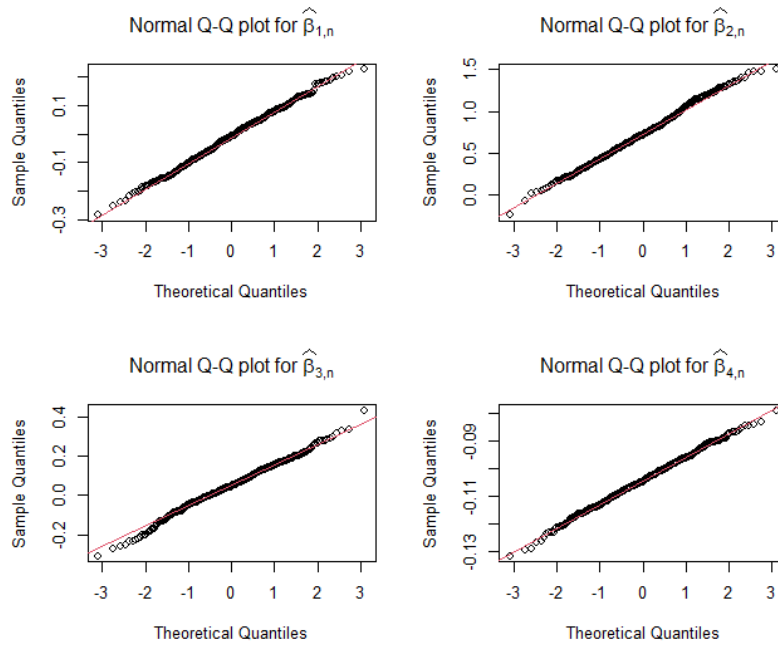 Normal Q-Q plot for β̂₁,ₙ
Sample Quantiles
-0.3 -0.1 0.1
-3 -2 -1 0 1 2 3
Theoretical Quantiles
Normal Q-Q plot for β̂₂,ₙ
Sample Quantiles
0.0 0.5 1.0 1.5
-3 -2 -1 0 1 2 3
Theoretical Quantiles
Normal Q-Q plot for β̂₃,ₙ
Sample Quantiles
-0.2 0.0 0.2 0.4
-3 -2 -1 0 1 2 3
Theoretical Quantiles
Normal Q-Q plot for β̂₄,ₙ
Sample Quantiles
-0.13 -0.11 -0.09
-3 -2 -1 0 1 2 3
Theoretical Quantiles